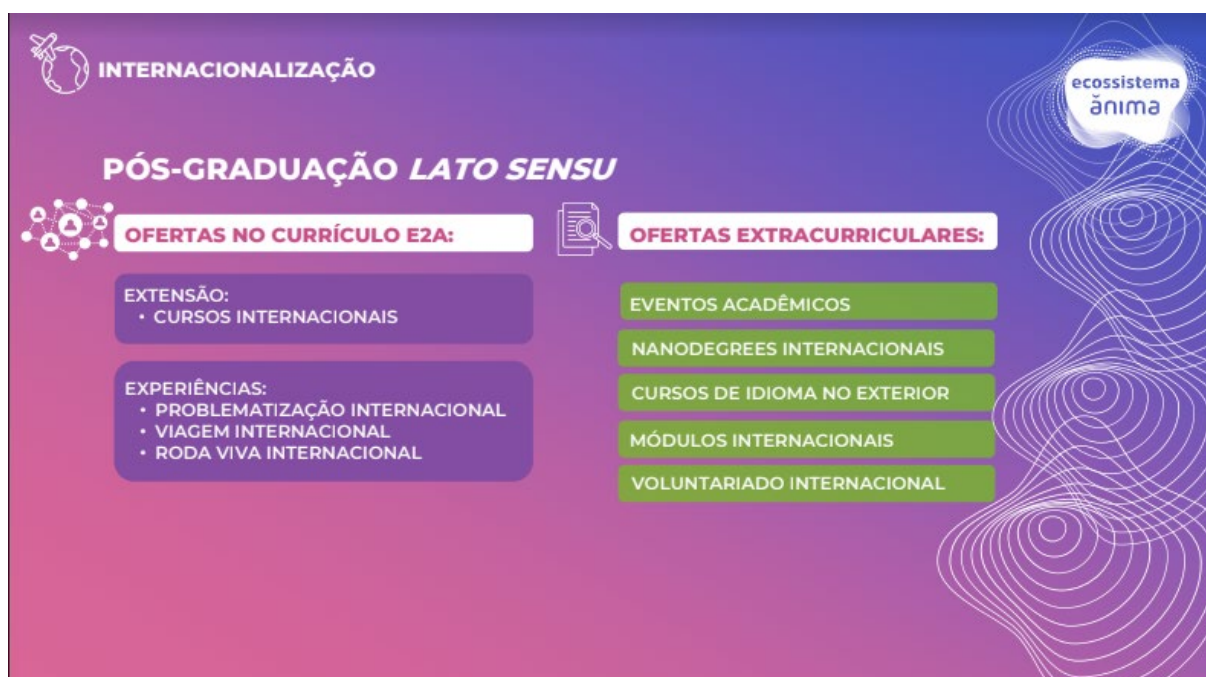 INTERNACIONALIZAÇÃO
ecossistema
ănıma
PÓS-GRADUAÇÃO LATO SENSU
OFERTAS NO CURRÍCULO E2A:
EXTENSÃO:
• CURSOS INTERNACIONAIS
EXPERIÊNCIAS:
• PROBLEMATIZAÇÃO INTERNACIONAL
• VIAGEM INTERNACIONAL
• RODA VIVA INTERNACIONAL
OFERTAS EXTRACURRICULARES:
EVENTOS ACADÊMICOS
NANODEGREES INTERNACIONAIS
CURSOS DE IDIOMA NO EXTERIOR
MÓDULOS INTERNACIONAIS
VOLUNTARIADO INTERNACIONAL